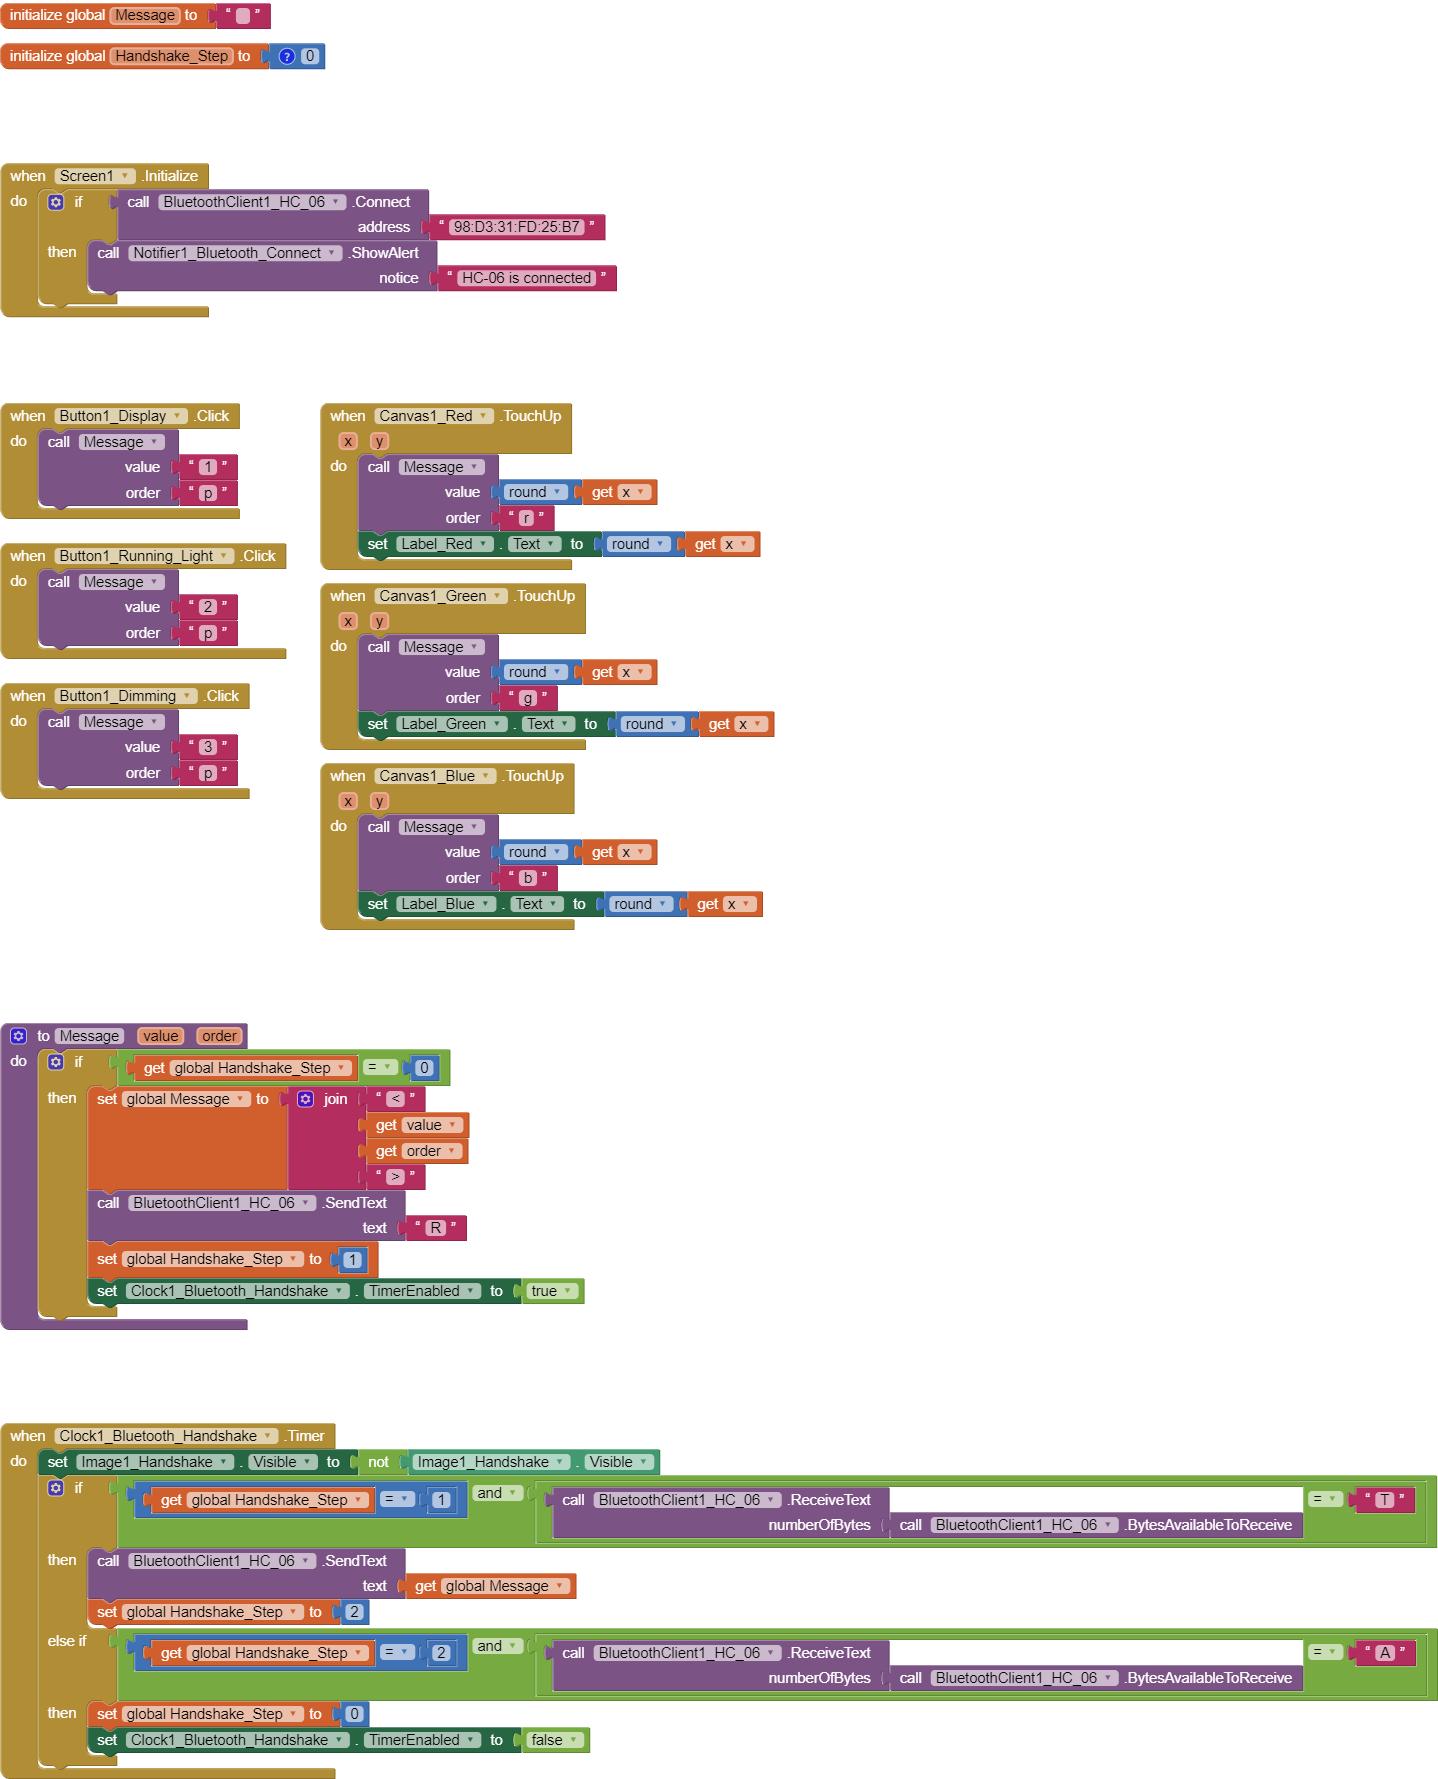 initialize global Message to “ ”
initialize global Handshake_Step to ? 0
when Screen1 .Initialize
do if call BluetoothClient1_HC_06 .Connect
address “ 98:D3:31:FD:25:B7 ”
then call Notifier1_Bluetooth_Connect .ShowAlert
notice “ HC-06 is connected ”
when Button1_Display .Click
do call Message
value “ 1 ”
order “ p ”
when Button1_Running_Light .Click
do call Message
value “ 2 ”
order “ p ”
when Button1_Dimming .Click
do call Message
value “ 3 ”
order “ p ”
when Canvas1_Red .TouchUp
x y
do call Message
value round get x
order “ r ”
set Label_Red . Text to round get x
when Canvas1_Green .TouchUp
x y
do call Message
value round get x
order “ g ”
set Label_Green . Text to round get x
when Canvas1_Blue .TouchUp
x y
do call Message
value round get x
order “ b ”
set Label_Blue . Text to round get x
to Message value order
do if get global Handshake_Step = 0
then set global Message to join “ < ”
get value
get order
“ > ”
call BluetoothClient1_HC_06 .SendText
text “ R ”
set global Handshake_Step to 1
set Clock1_Bluetooth_Handshake . TimerEnabled to true
when Clock1_Bluetooth_Handshake .Timer
do set Image1_Handshake . Visible to not Image1_Handshake . Visible
if get global Handshake_Step = 1 and call BluetoothClient1_HC_06 .ReceiveText = “ T ”
numberOfBytes call BluetoothClient1_HC_06 .BytesAvailableToReceive
then call BluetoothClient1_HC_06 .SendText
text get global Message
set global Handshake_Step to 2
else if get global Handshake_Step = 2 and call BluetoothClient1_HC_06 .ReceiveText = “ A ”
numberOfBytes call BluetoothClient1_HC_06 .BytesAvailableToReceive
then set global Handshake_Step to 0
set Clock1_Bluetooth_Handshake . TimerEnabled to false